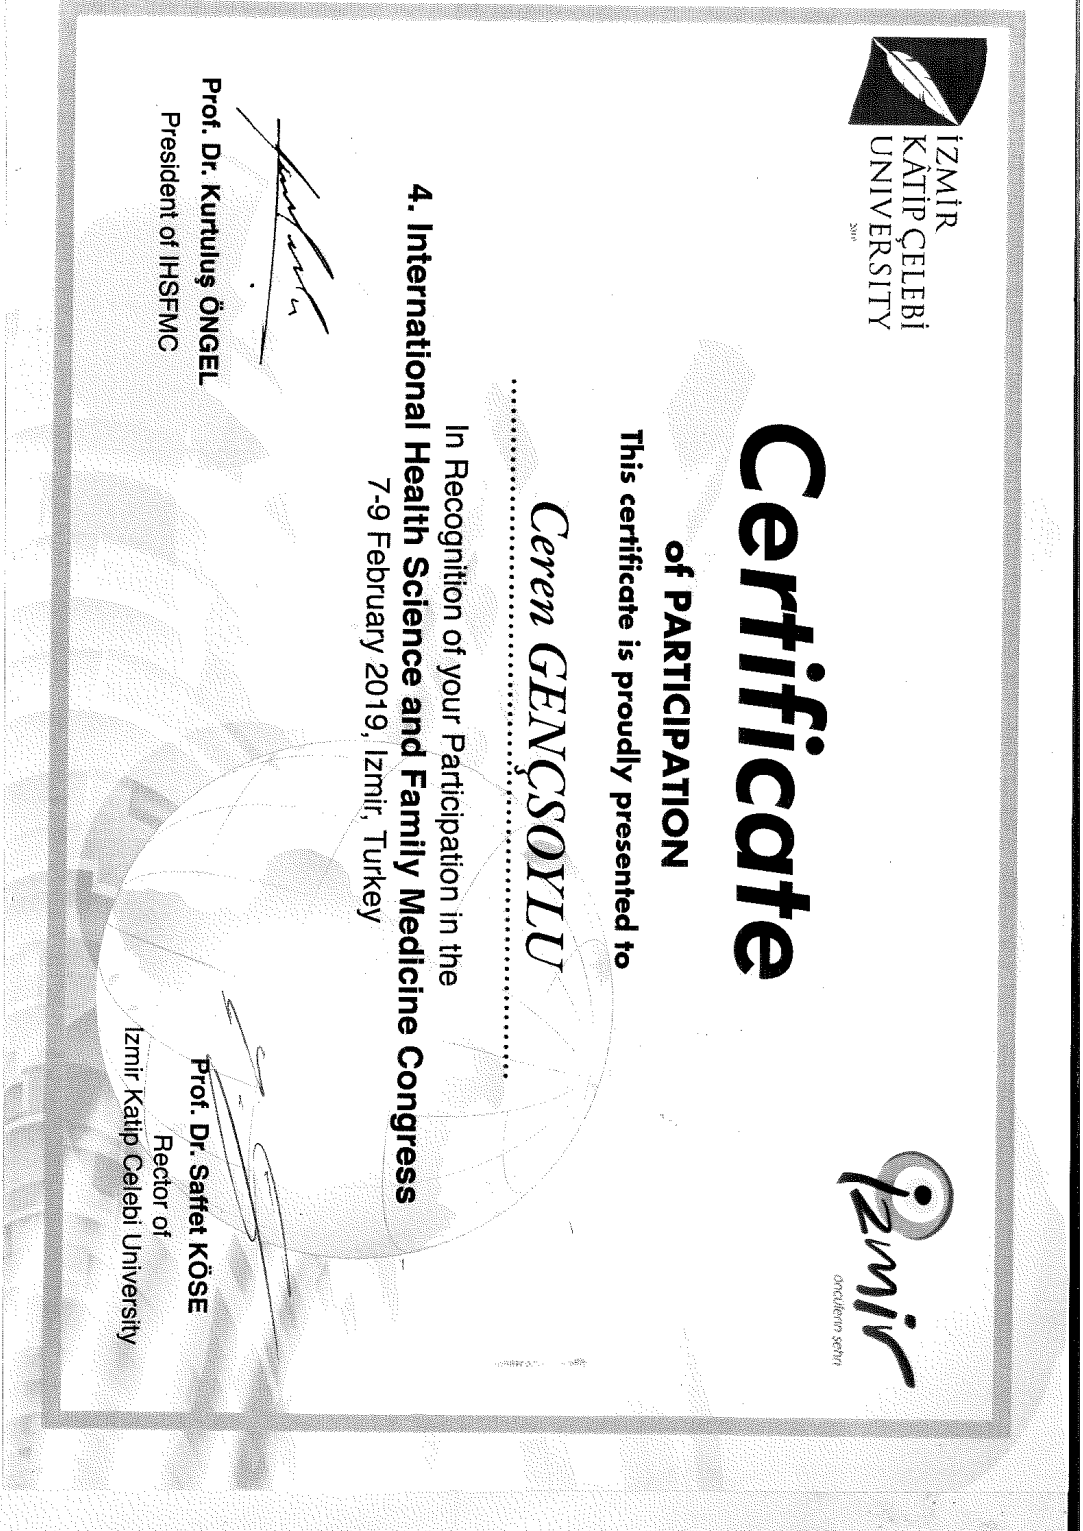 İZMİR
KÂTİP ÇELEBİ
UNIVERSITY
2010
izmir
öncülerin şehri
Certificate
of PARTICIPATION
This certificate is proudly presented to
Ceren GENÇSOYLU
In Recognition of your Participation in the
4. International Health Science and Family Medicine Congress
7-9 February 2019, Izmir, Turkey
Prof. Dr. Kurtuluş ÖNGEL
President of IHSFMC
Prof. Dr. Saffet KÖSE
Rector of
Izmir Katip Celebi University